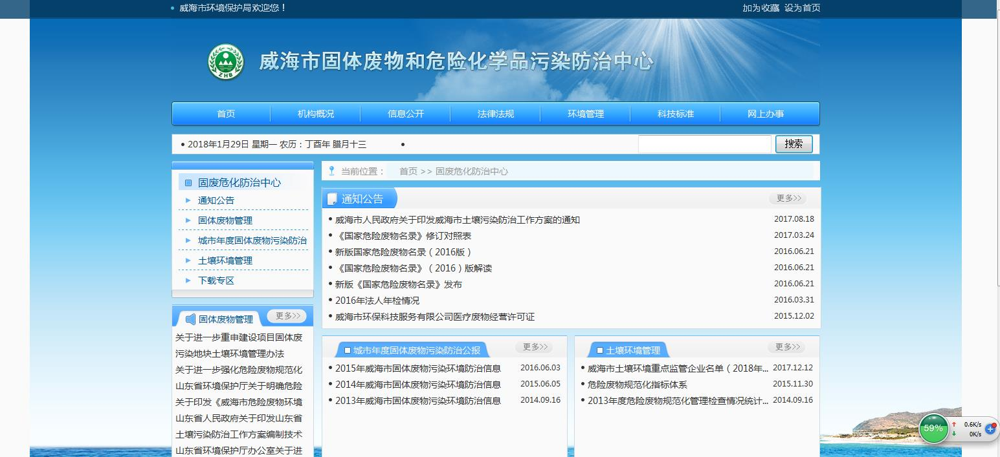 威海市环境保护局欢迎您！
加为收藏 设为首页
ZHB
威海市固体废物和危险化学品污染防治中心
首页 机构概况 信息公开 法律法规 环境管理 科技标准 网上办事
2018年1月29日 星期一 农历：丁酉年 腊月十三
搜索
固废危化防治中心
通知公告
固体废物管理
城市年度固体废物污染防治
土壤环境管理
下载专区
固体废物管理 更多>>
关于进一步重申建设项目固体废
污染地块土壤环境管理办法
关于进一步强化危险废物规范化
山东省环境保护厅关于明确危险
关于印发《威海市危险废物环境
山东省人民政府关于印发山东省
土壤污染防治工作方案编制技术
山东省环境保护厅办公室关于进
当前位置： 首页 >> 固废危化防治中心
通知公告 更多>>
威海市人民政府关于印发威海市土壤污染防治工作方案的通知 2017.08.18
《国家危险废物名录》修订对照表 2017.03.24
新版国家危险废物名录（2016版） 2016.06.21
《国家危险废物名录》（2016）版解读 2016.06.21
新版《国家危险废物名录》发布 2016.06.21
2016年法人年检情况 2016.03.31
威海市环保科技服务有限公司医疗废物经营许可证 2015.12.02
城市年度固体废物污染防治公报 更多>>
2015年威海市固体废物污染环境防治信息 2016.06.03
2014年威海市固体废物污染环境防治信息 2015.06.05
2013年威海市固体废物污染环境防治信息 2014.09.16
土壤环境管理 更多>>
威海市土壤环境重点监管企业名单（2018年... 2017.12.12
危险废物规范化指标体系 2015.11.30
2013年度危险废物规范化管理检查情况统计... 2014.09.16
59%
0.6K/s
0K/s